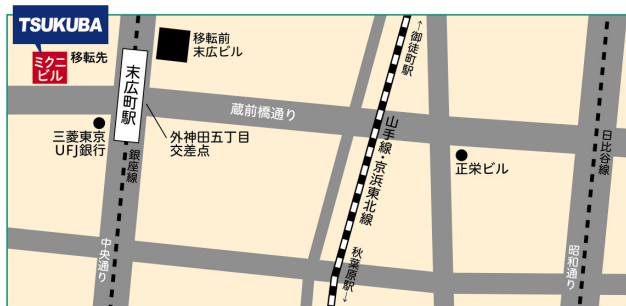 TSUKUBA
ミクニ
ビル
移転先
移転前
末広ビル
末広町駅
←御徒町駅
蔵前橋通り
三菱東京
UFJ銀行
外神田五丁目
交差点
銀座線
山手線・京浜東北線
正栄ビル
日比谷線
中央通り
秋葉原駅→
昭和通り